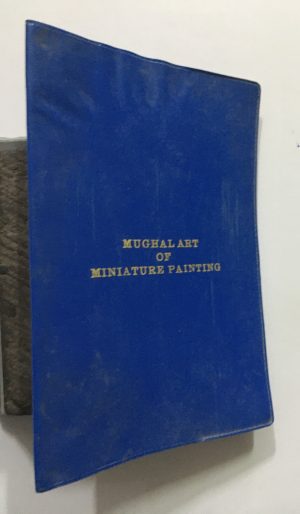 MUGHAL ART
OF
MINIATURE PAINTING